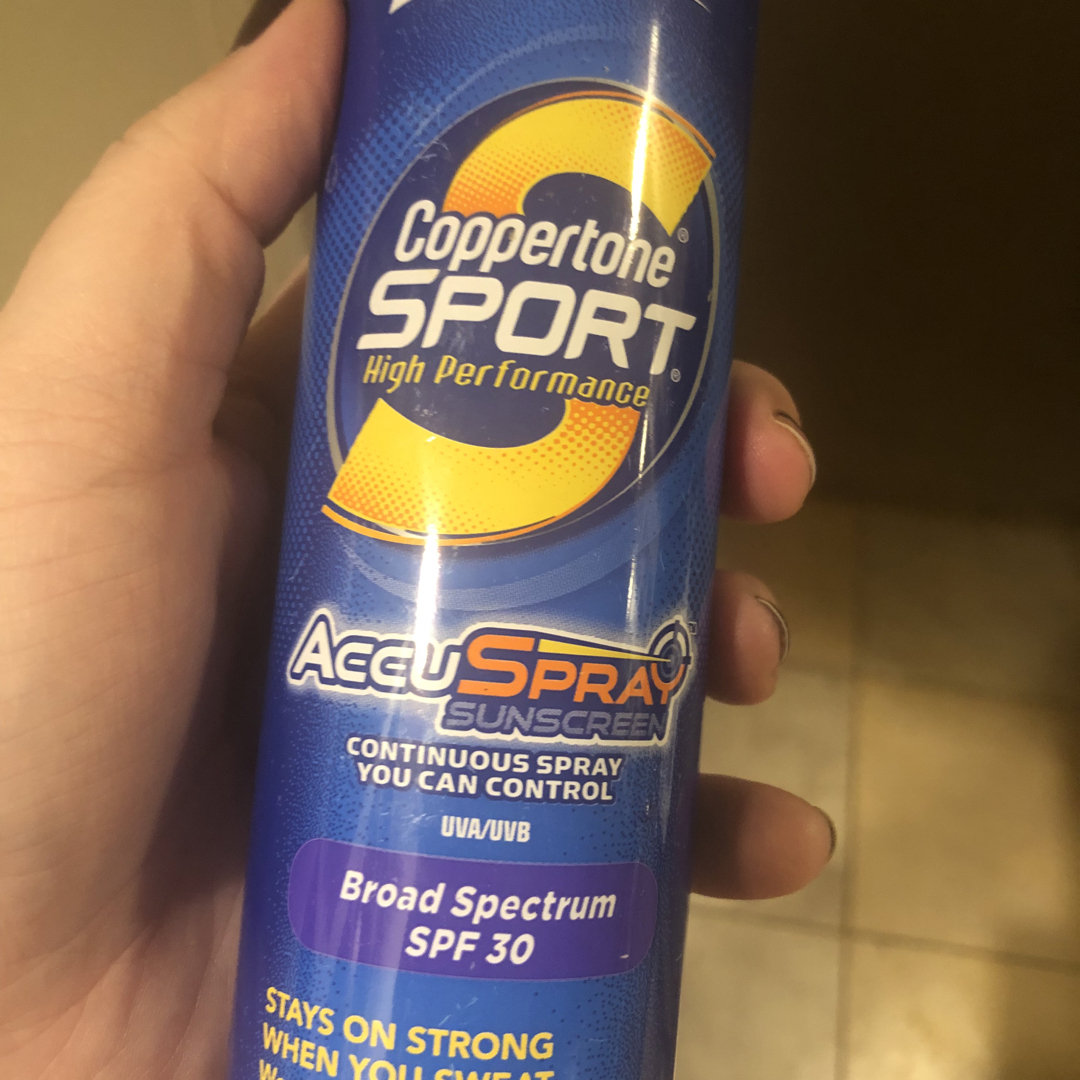 Coppertone®
SPORT®
High Performance
ACCUSPRAY™
SUNSCREEN
CONTINUOUS SPRAY
YOU CAN CONTROL
UVA/UVB
Broad Spectrum
SPF 30
STAYS ON STRONG
WHEN YOU SWEAT